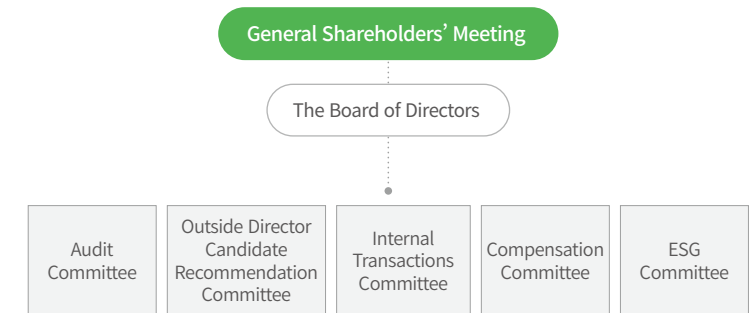 General Shareholders’ Meeting
The Board of Directors
Audit
Committee
Outside Director
Candidate
Recommendation
Committee
Internal
Transactions
Committee
Compensation
Committee
ESG
Committee